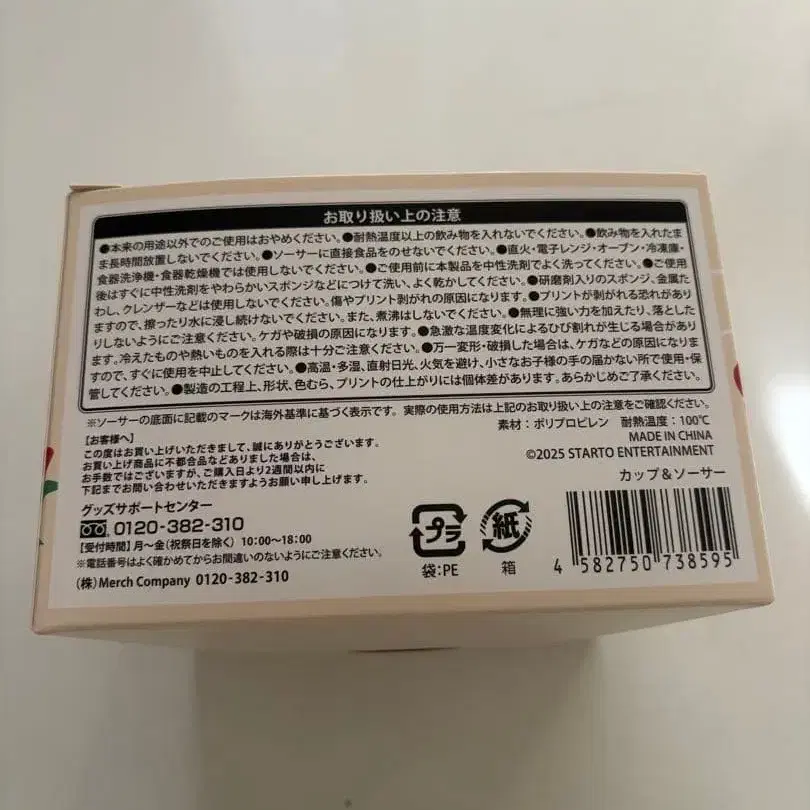 お取り扱い上の注意
●本来の用途以外でのご使用はおやめください。●耐熱温度以上の飲み物を入れないでください。●飲み物を入れたま
ま長時間放置しないでください。●ソーサーに直接食品をのせないでください。●直火・電子レンジ・オーブン・冷凍庫・
食器洗浄機・食器乾燥機では使用しないでください。●ご使用前に本製品を中性洗剤でよく洗ってください。●ご使用
後はすぐに中性洗剤をやわらかいスポンジなどにつけて洗い、よく乾かしてください。●研磨剤入りのスポンジ、金属た
わし、クレンザーなどは使用しないでください。傷やプリント剥がれの原因になります。●プリントが剥がれる恐れがあり
ますので、擦ったり水に浸し続けないでください。また、煮沸はしないでください。●無理に強い力を加えたり、落とした
りしないようにご注意ください。ケガや破損の原因になります。●急激な温度変化によるひび割れが生じる場合があり
ます。冷えたものや熱いものを入れる際は十分ご注意ください。●万一変形・破損した場合は、ケガなどの原因になりま
すので、すぐに使用を中止してください。●高温・多湿、直射日光、火気を避け、小さなお子様の手の届かない所で使用・保
管してください。●製造の工程上、形状、色むら、プリントの仕上がりには個体差があります。あらかじめご了承ください。
※ソーサーの底面に記載のマークは海外基準に基づく表示です。実際の使用方法は上記のお取り扱い上の注意をご確認ください。
素材：ポリプロピレン 耐熱温度：100℃
MADE IN CHINA
©2025 STARTO ENTERTAINMENT
【お客様へ】
この度はお買い上げいただきまして、誠にありがとうございます。
お買い上げ商品に不都合品などありました場合は、
お手数ではございますが、ご購入日より2週間以内に
下記までお問い合わせいただきますようお願い申し上げます。
グッズサポートセンター
0120-382-310
【受付時間】月〜金（祝祭日を除く）10:00〜18:00
※電話番号はよく確かめてからお間違いのないようにご注意ください。
（株）Merch Company 0120-382-310
プラ
袋：PE
紙
箱
カップ＆ソーサー
4 582750 738595